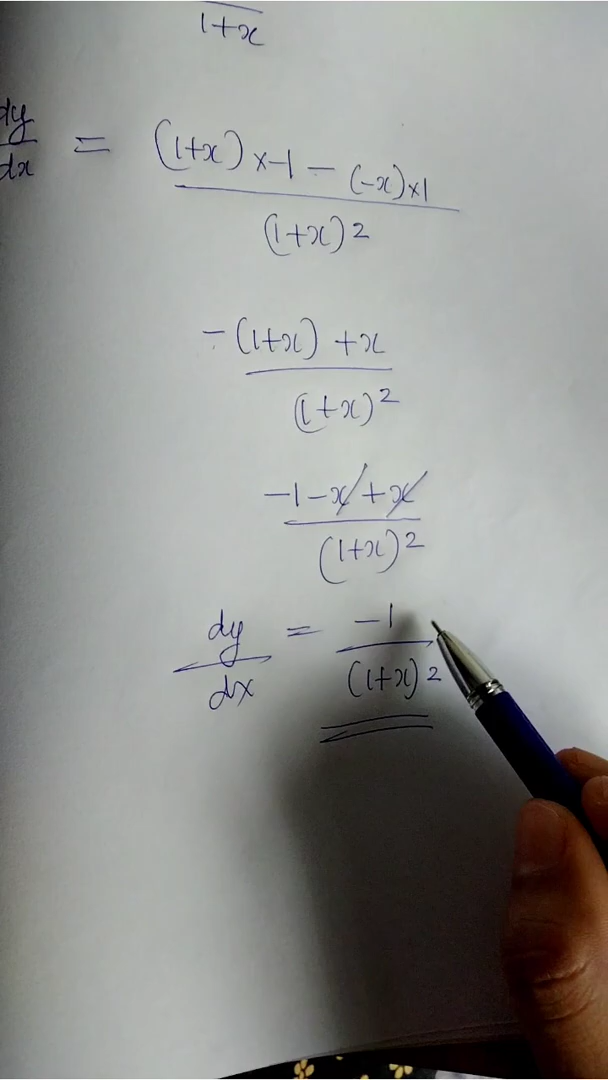 1+x
dy/dx = ((1+x) × -1 - (-x) × 1)/(1+x)²
(-(1+x) + x)/(1+x)²
(-1 - x + x)/(1+x)²
dy/dx = -1/(1+x)²